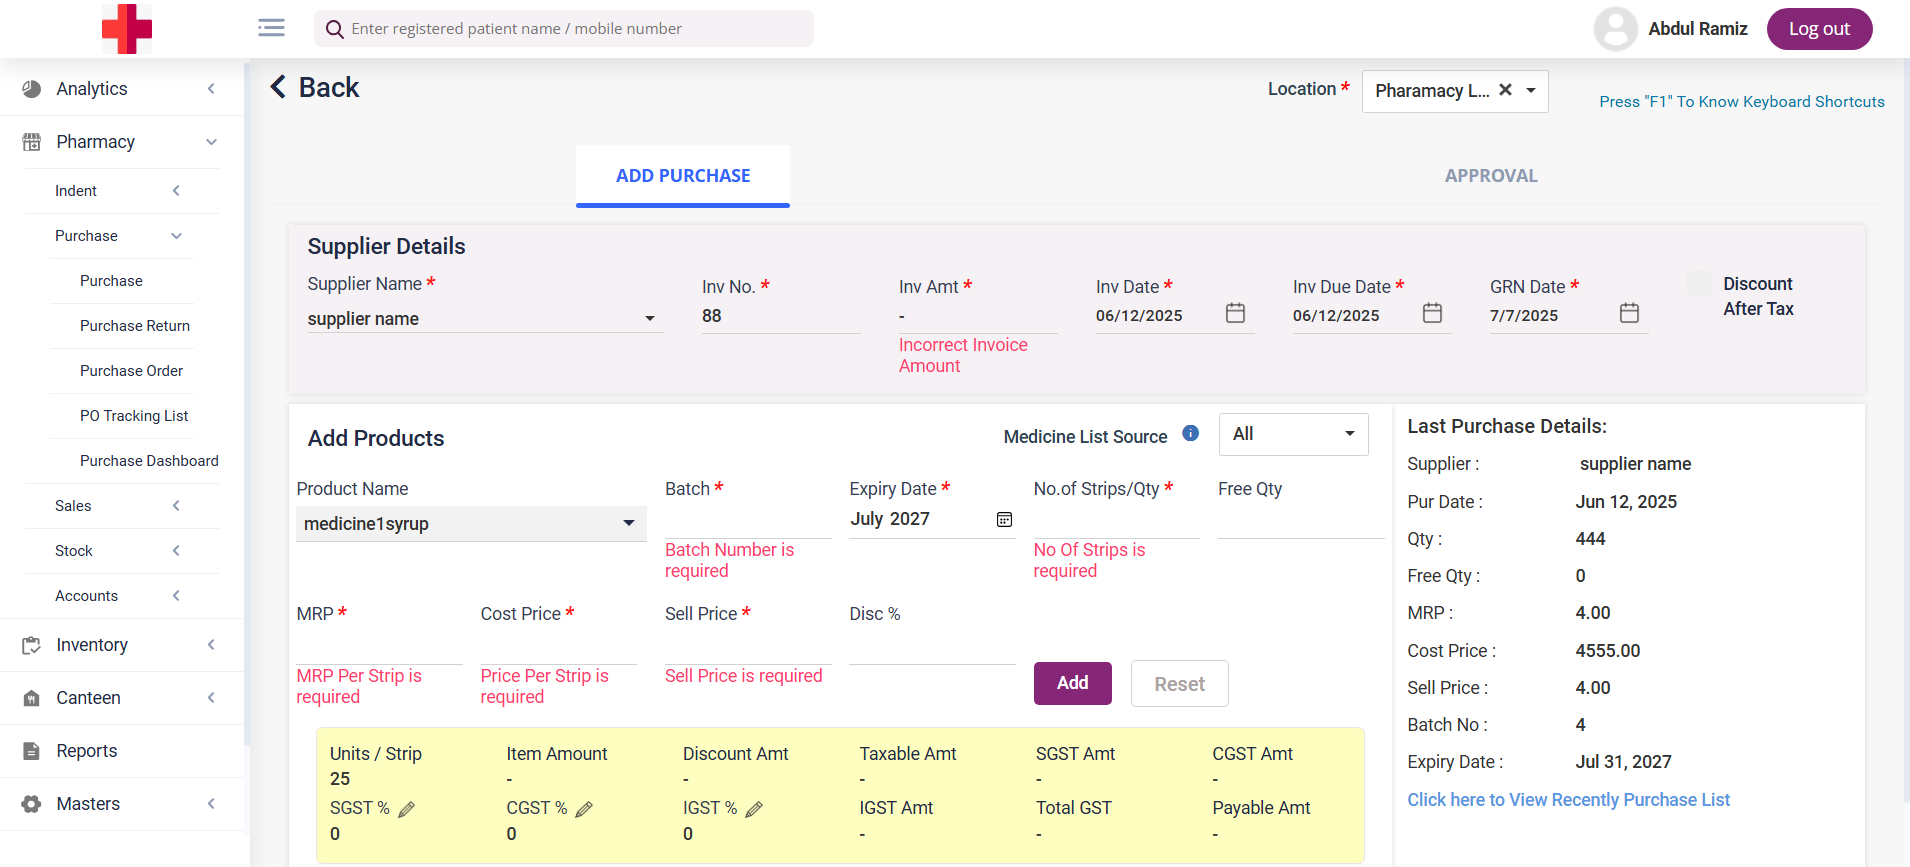 Enter registered patient name / mobile number
Abdul Ramiz
Log out
Analytics
Pharmacy
Indent
Purchase
Purchase
Purchase Return
Purchase Order
PO Tracking List
Purchase Dashboard
Sales
Stock
Accounts
Inventory
Canteen
Reports
Masters
Back
Location *
Pharamacy L...
Press "F1" To Know Keyboard Shortcuts
ADD PURCHASE
APPROVAL
Supplier Details
Supplier Name *
supplier name
Inv No. *
88
Inv Amt *
-
Incorrect Invoice
Amount
Inv Date *
06/12/2025
Inv Due Date *
06/12/2025
GRN Date *
7/7/2025
Discount
After Tax
Add Products
Medicine List Source
All
Product Name
medicine1syrup
Batch *
Batch Number is
required
Expiry Date *
July 2027
No.of Strips/Qty *
No Of Strips is
required
Free Qty
MRP *
MRP Per Strip is
required
Cost Price *
Price Per Strip is
required
Sell Price *
Sell Price is required
Disc %
Add
Reset
Units / Strip
25
Item Amount
-
Discount Amt
-
Taxable Amt
-
SGST Amt
-
CGST Amt
-
SGST %
0
CGST %
0
IGST %
0
IGST Amt
-
Total GST
-
Payable Amt
-
Last Purchase Details:
Supplier : supplier name
Pur Date : Jun 12, 2025
Qty : 444
Free Qty : 0
MRP : 4.00
Cost Price : 4555.00
Sell Price : 4.00
Batch No : 4
Expiry Date : Jul 31, 2027
Click here to View Recently Purchase List